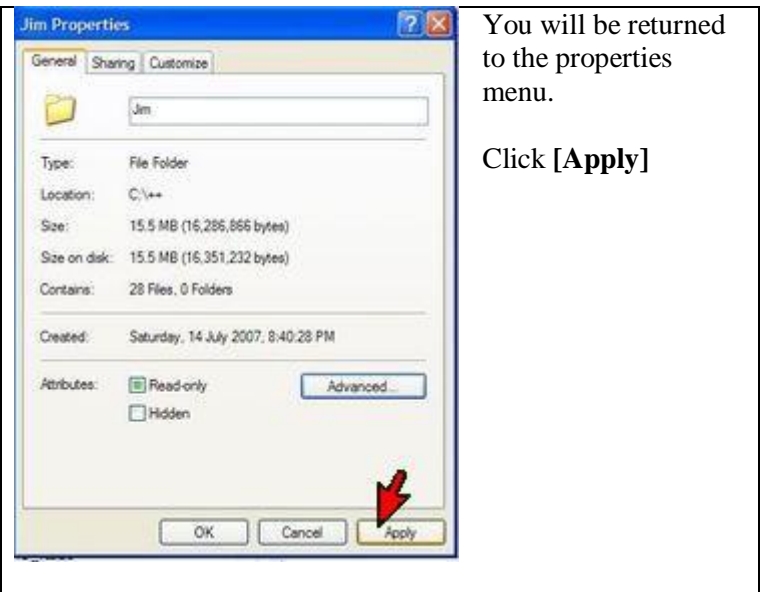 Jim Properties
General Sharing Customize
Jim
Type: File Folder
Location: C:\++
Size: 15.5 MB (16,286,866 bytes)
Size on disk: 15.5 MB (16,351,232 bytes)
Contains: 28 Files, 0 Folders
Created: Saturday, 14 July 2007, 8:40:28 PM
Attributes: Read-only Advanced...
Hidden
OK Cancel Apply
You will be returned
to the properties
menu.
Click [Apply]